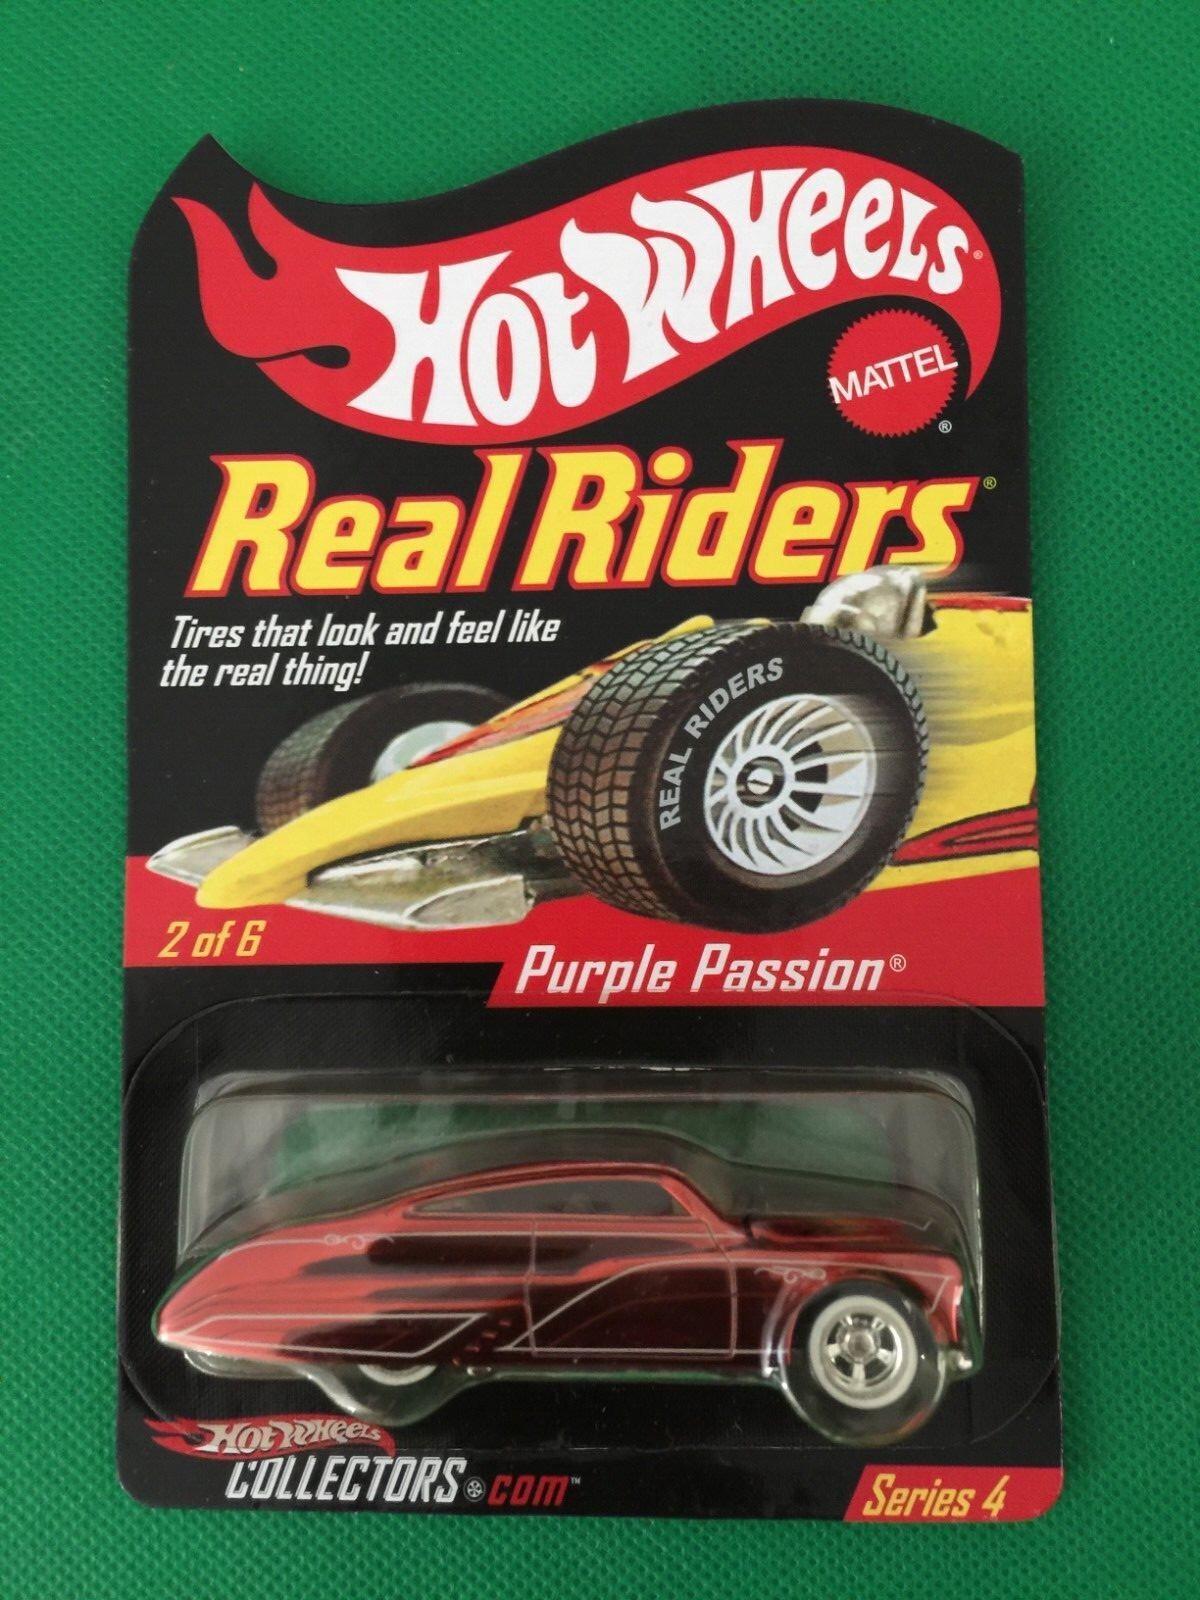 Hot Wheels®
MATTEL
®
Real Riders®
Tires that look and feel like
the real thing!
REAL RIDERS
2 of 6
Purple Passion®
Hot Wheels
COLLECTORS.com™
Series 4